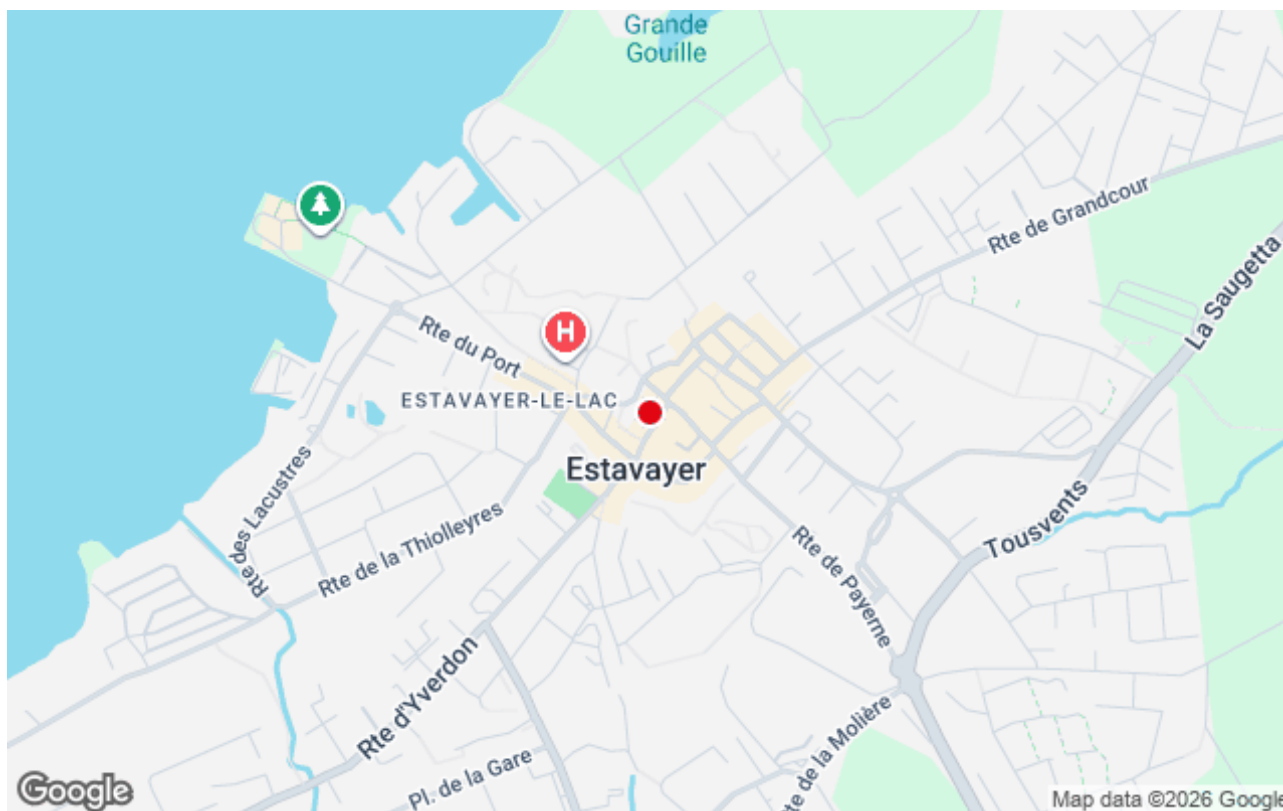 Grande
Gouille
Rte de Grandcour
La Saugetta
H
Rte du Port
ESTAVAYER-LE-LAC
Estavayer
Rte des Lacustres
Rte de la Thiolleyres
Tousvents
Rte de Payerne
Rte d'Yverdon
Pl. de la Gare
te de la Molière
Google
Map data ©2026 Google